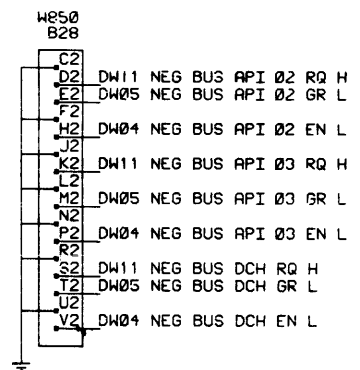 W850
B28
C2
D2 DW11 NEG BUS API 02 RQ H
E2 DW05 NEG BUS API 02 GR L
F2
H2 DW04 NEG BUS API 02 EN L
J2
K2 DW11 NEG BUS API 03 RQ H
L2
M2 DW05 NEG BUS API 03 GR L
N2
P2 DW04 NEG BUS API 03 EN L
R2
S2 DW11 NEG BUS DCH RQ H
T2 DW05 NEG BUS DCH GR L
U2
V2 DW04 NEG BUS DCH EN L